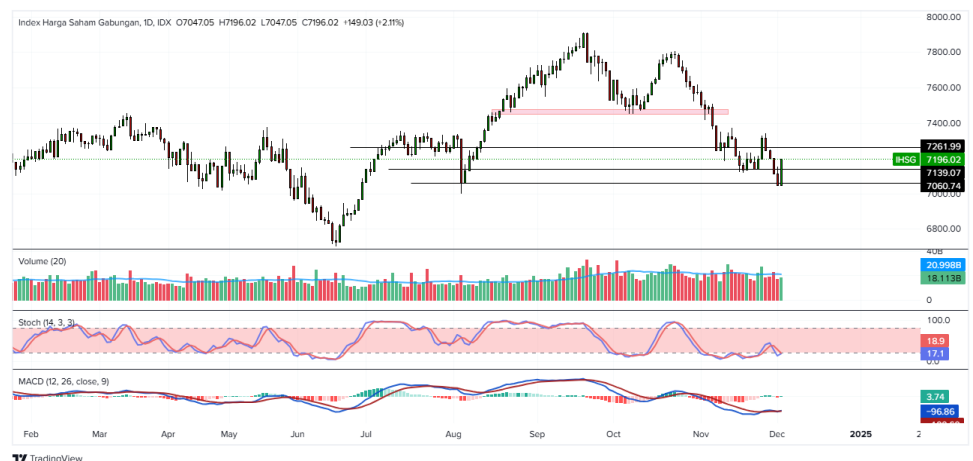 Index Harga Saham Gabungan, 1D, IDX O7047.05 H7196.02 L7047.05 C7196.02 +149.03 (+2.11%)
8000.00
7800.00
7600.00
7400.00
7261.99
IHSG 7196.02
7139.07
7060.74
7000.00
6800.00
Volume (20)
40B
20.998B
18.113B
0
Stoch (14, 3, 3)
100.0
18.9
17.1
0.0
MACD (12, 26, close, 9)
3.74
−96.86
Feb Mar Apr May Jun Jul Aug Sep Oct Nov Dec 2025 2
TradingView